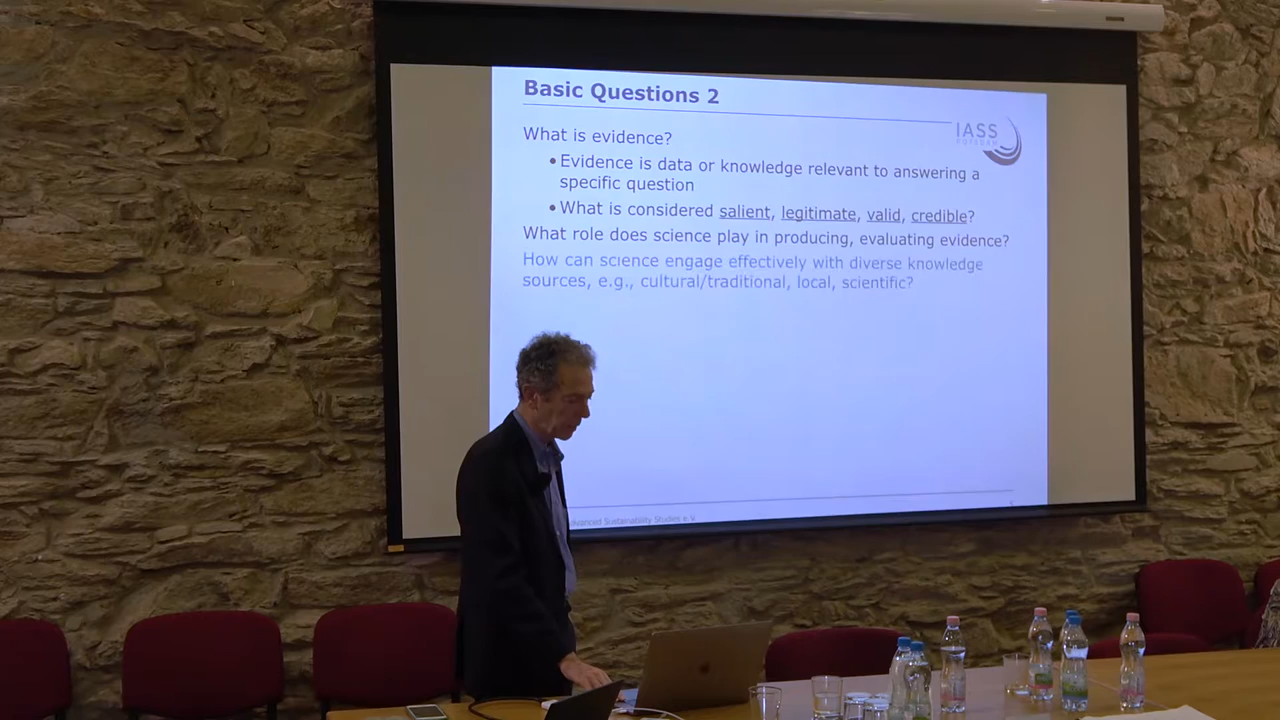 Basic Questions 2
IASS
POTSDAM
What is evidence?
• Evidence is data or knowledge relevant to answering a
specific question
• What is considered salient, legitimate, valid, credible?
What role does science play in producing, evaluating evidence?
How can science engage effectively with diverse knowledge
sources, e.g., cultural/traditional, local, scientific?
Advanced Sustainability Studies e.V.
5